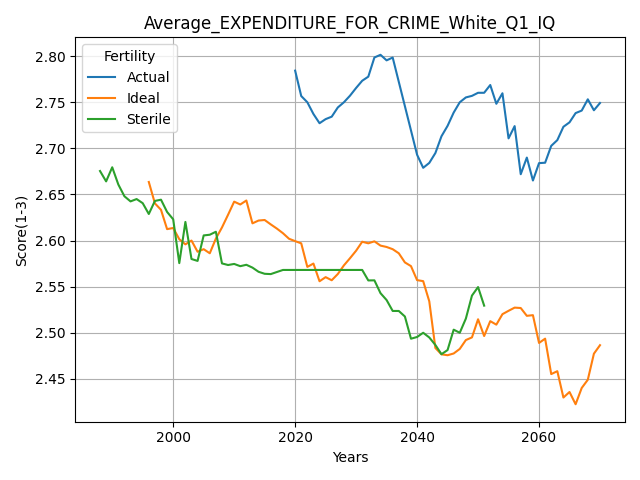 Average_EXPENDITURE_FOR_CRIME_White_Q1_IQ
Fertility
Actual
Ideal
Sterile
Score(1-3)
2.80
2.75
2.70
2.65
2.60
2.55
2.50
2.45
2000
2020
2040
2060
Years